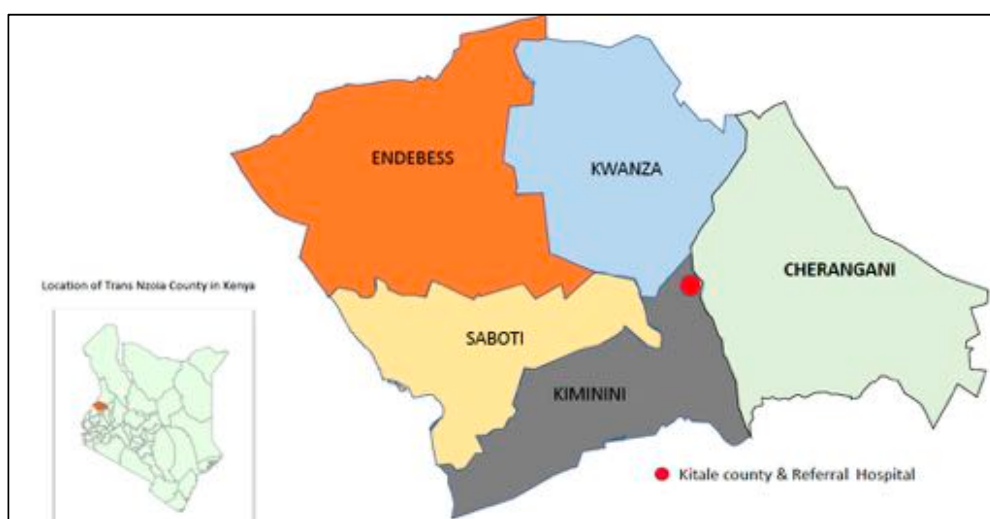 ENDEBESS
KWANZA
CHERANGANI
Location of Trans Nzoia County in Kenya
SABOTI
KIMININI
Kitale county & Referral Hospital